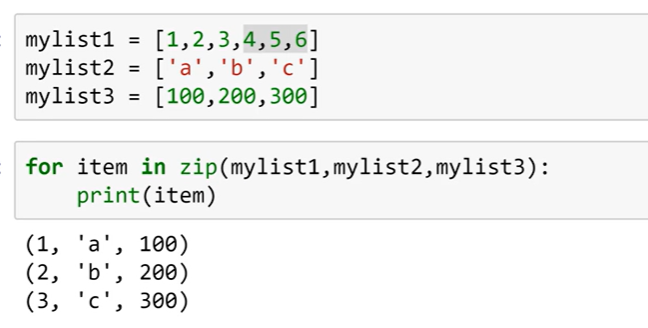 mylist1 = [1,2,3,4,5,6]
mylist2 = ['a','b','c']
mylist3 = [100,200,300]
for item in zip(mylist1,mylist2,mylist3):
    print(item)
(1, 'a', 100)
(2, 'b', 200)
(3, 'c', 300)